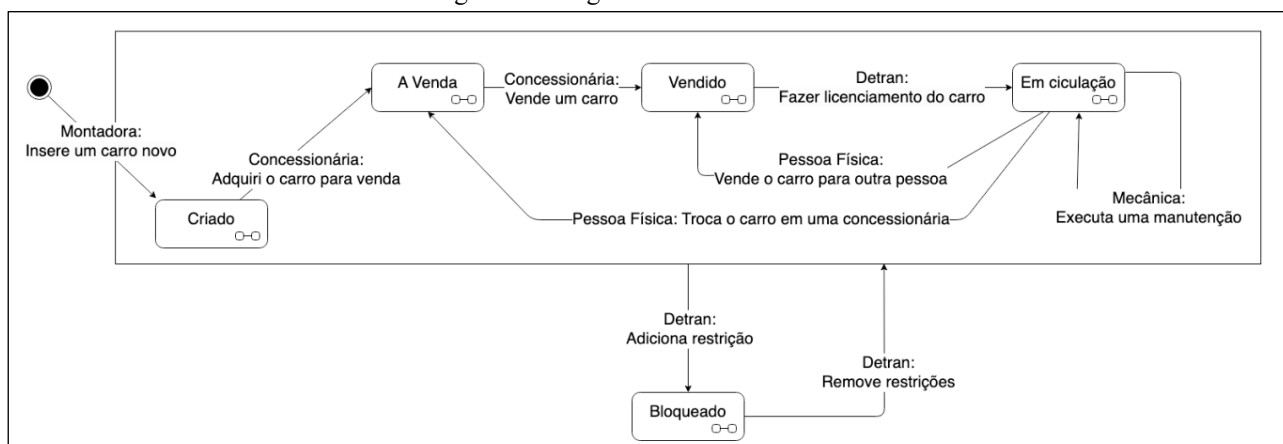 A Venda
Concessionária:
Vende um carro
Vendido
Detran:
Fazer licenciamento do carro
Em ciculação
Montadora:
Insere um carro novo
Concessionária:
Adquiri o carro para venda
Pessoa Física:
Vende o carro para outra pessoa
Criado
Pessoa Física: Troca o carro em uma concessionária
Mecânica:
Executa uma manutenção
Detran:
Adiciona restrição
Detran:
Remove restrições
Bloqueado